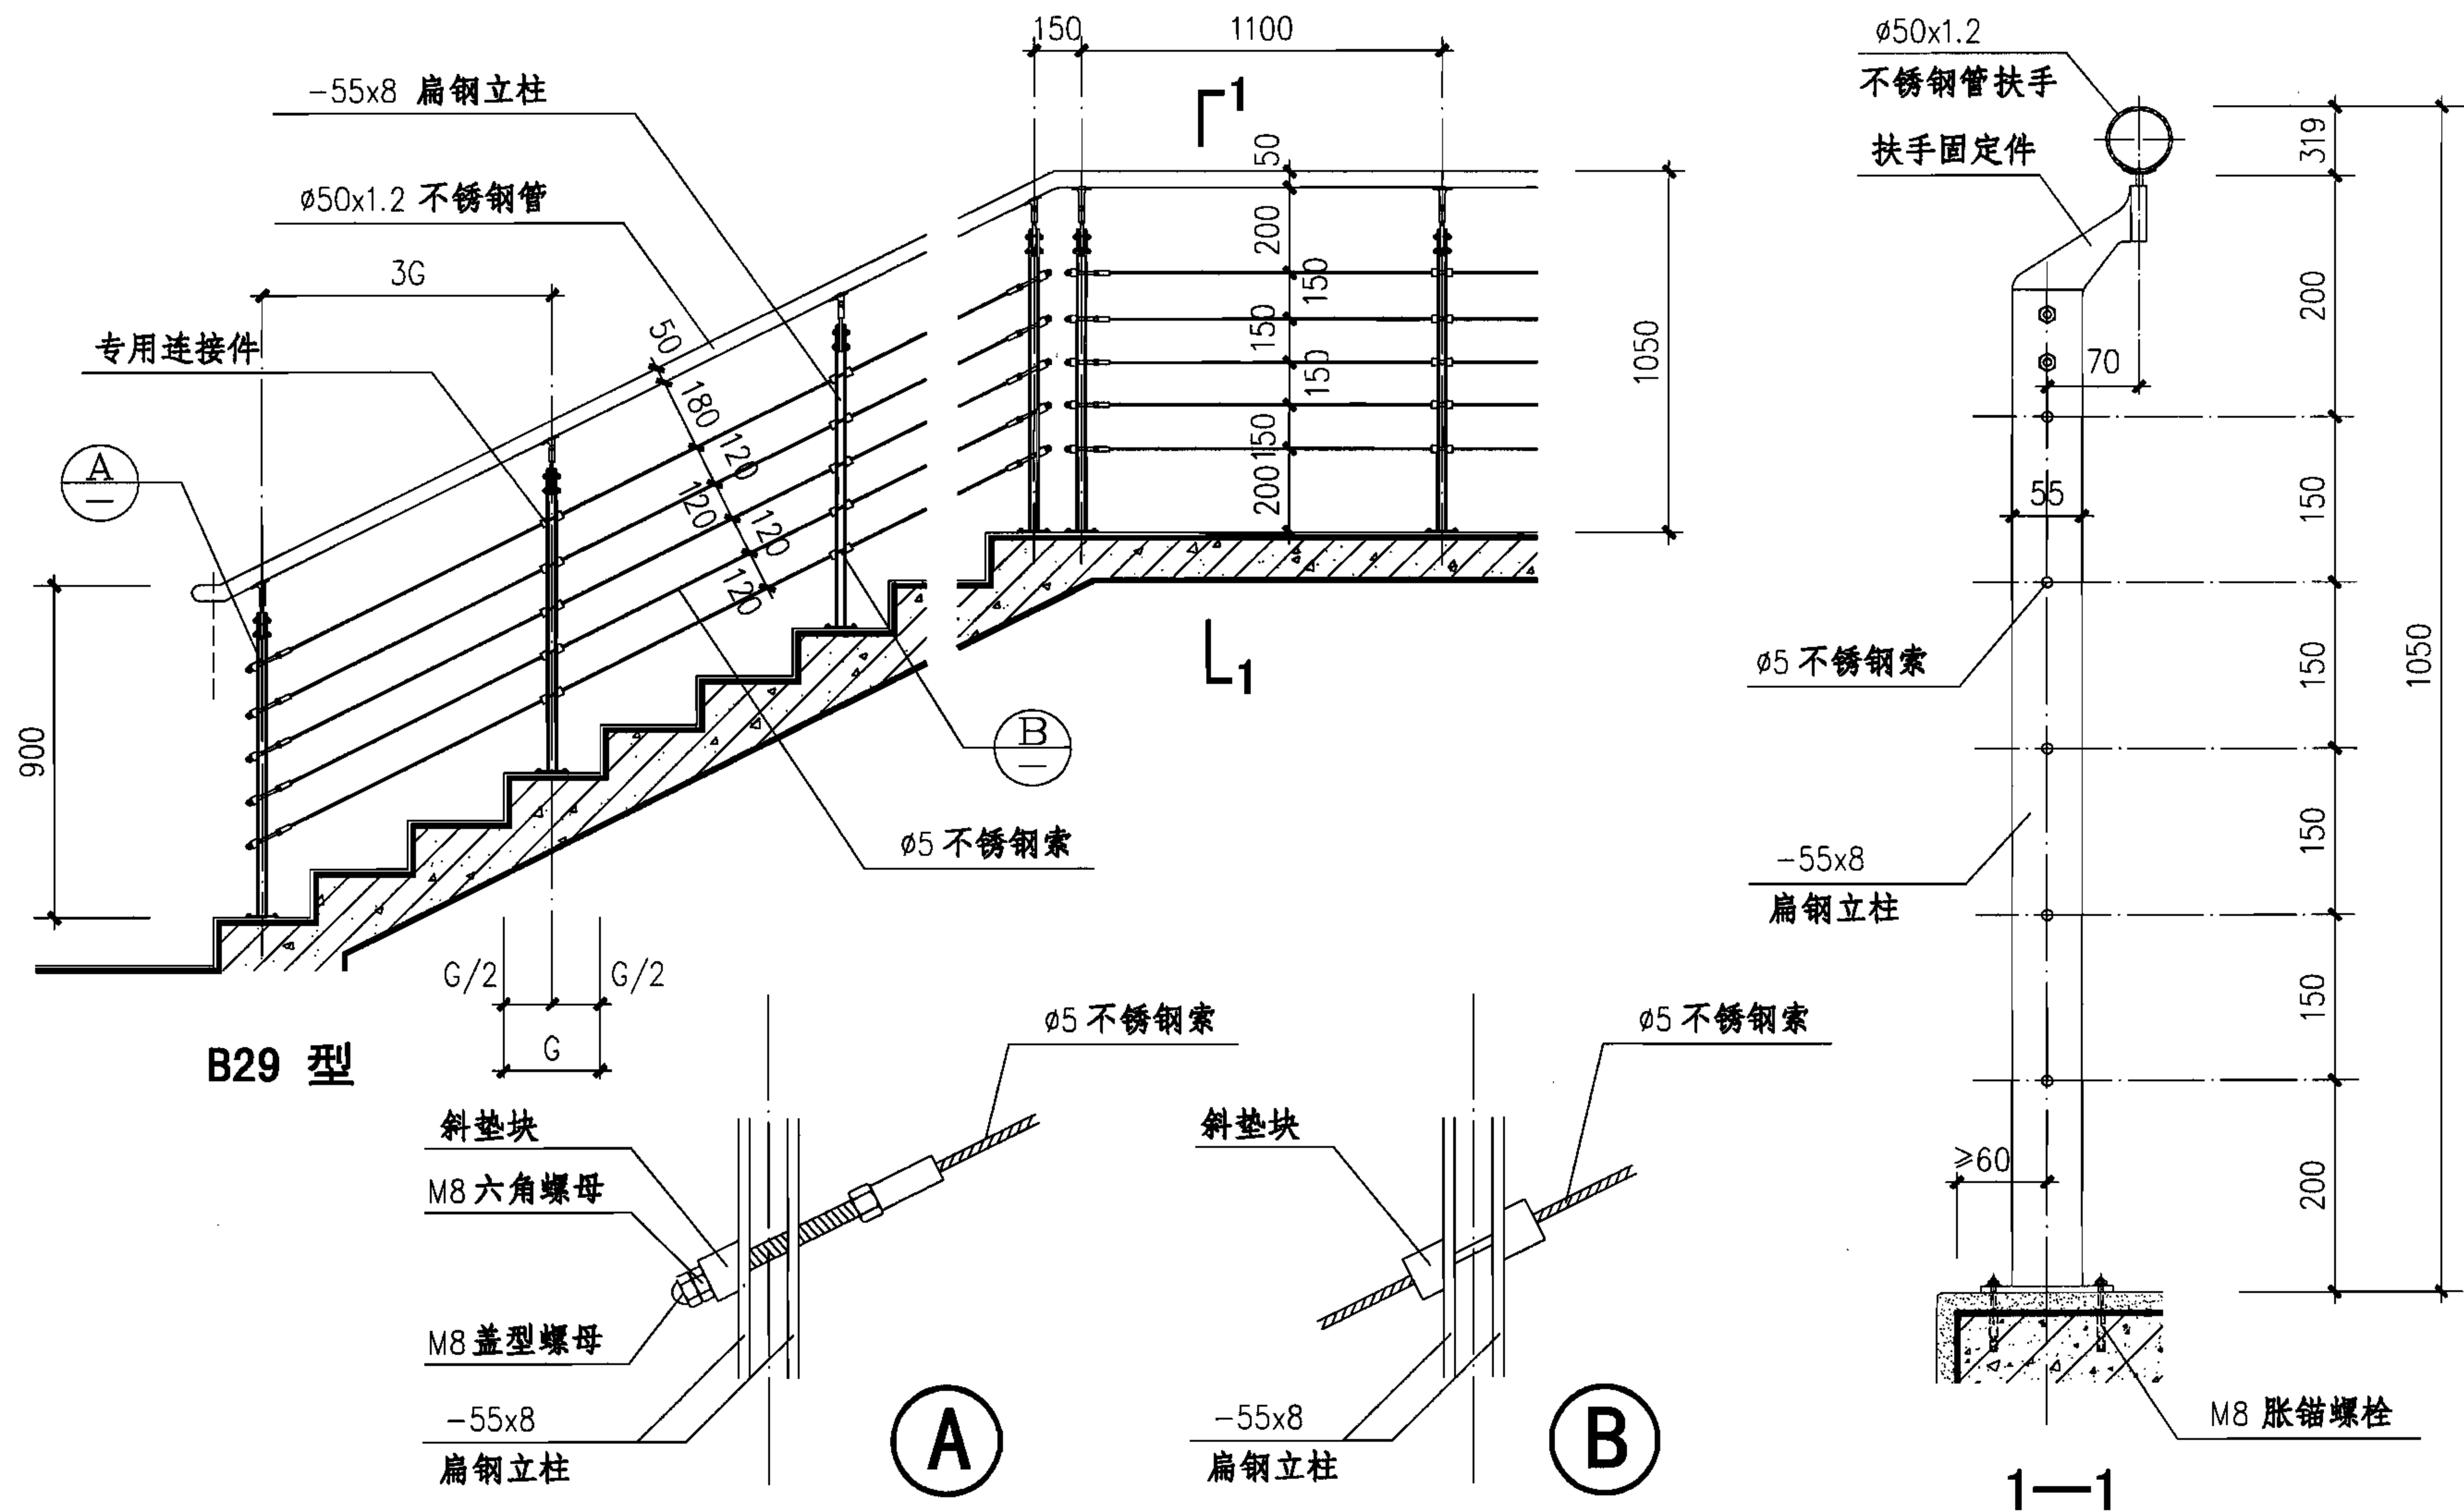 -55x8 扁钢立柱
ø50x1.2 不锈钢管
3G
专用连接件
A
900
50
180
120
120
120
120
G/2
G/2
G
ø5 不锈钢索
B
B29 型
150
1100
1
50
200
150
150
150
150
200
1050
1
ø50x1.2
不锈钢管扶手
扶手固定件
319
200
70
150
55
150
1050
ø5 不锈钢索
150
-55x8
扁钢立柱
150
≥60
200
M8 胀锚螺栓
1—1
ø5 不锈钢索
斜垫块
M8 六角螺母
M8 盖型螺母
-55x8
扁钢立柱
A
ø5 不锈钢索
斜垫块
-55x8
扁钢立柱
B